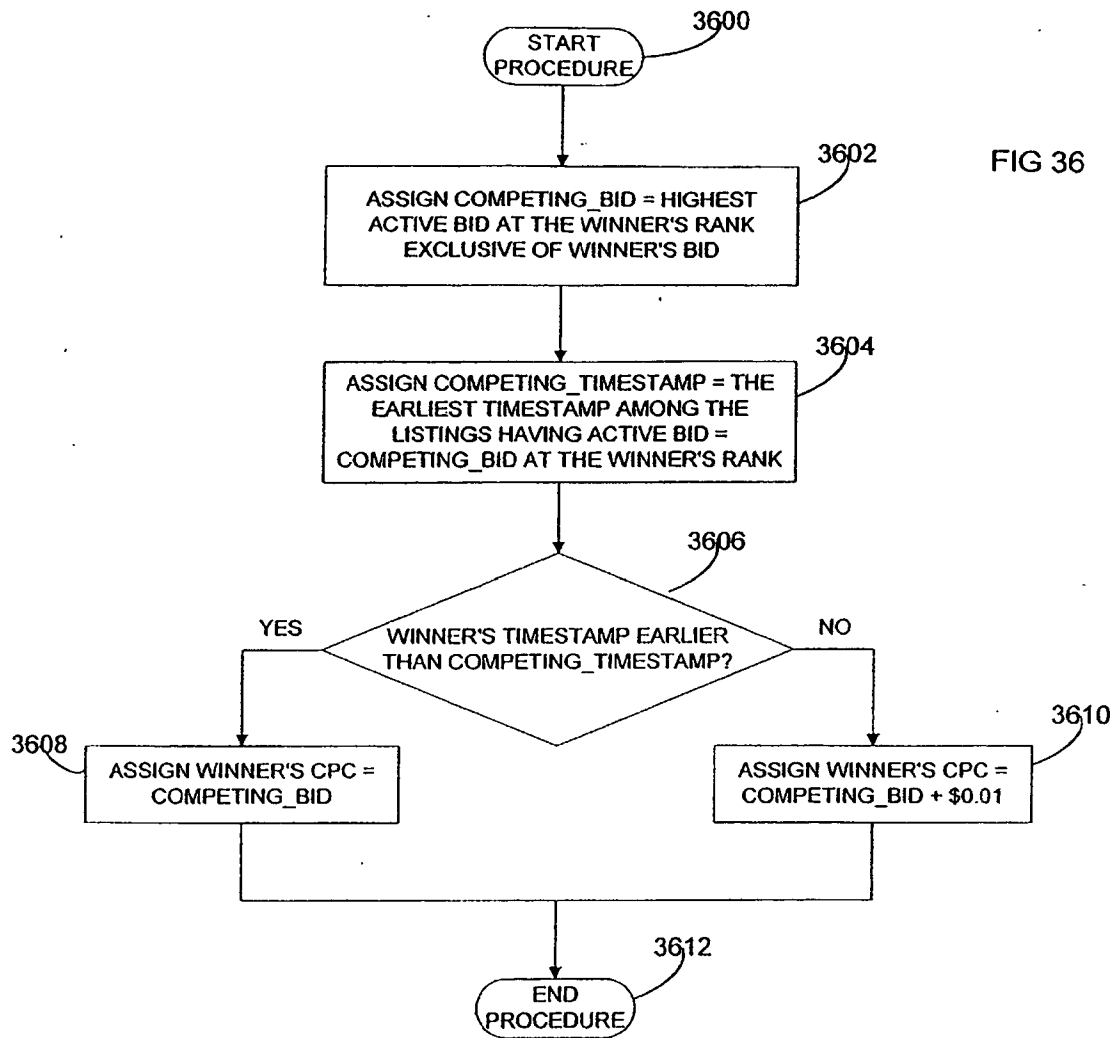 3600
START
PROCEDURE
FIG 36
3602
ASSIGN COMPETING_BID = HIGHEST
ACTIVE BID AT THE WINNER'S RANK
EXCLUSIVE OF WINNER'S BID
3604
ASSIGN COMPETING_TIMESTAMP = THE
EARLIEST TIMESTAMP AMONG THE
LISTINGS HAVING ACTIVE BID =
COMPETING_BID AT THE WINNER'S RANK
3606
YES
WINNER'S TIMESTAMP EARLIER
THAN COMPETING_TIMESTAMP?
NO
3608
ASSIGN WINNER'S CPC =
COMPETING_BID
3610
ASSIGN WINNER'S CPC =
COMPETING_BID + $0.01
3612
END
PROCEDURE